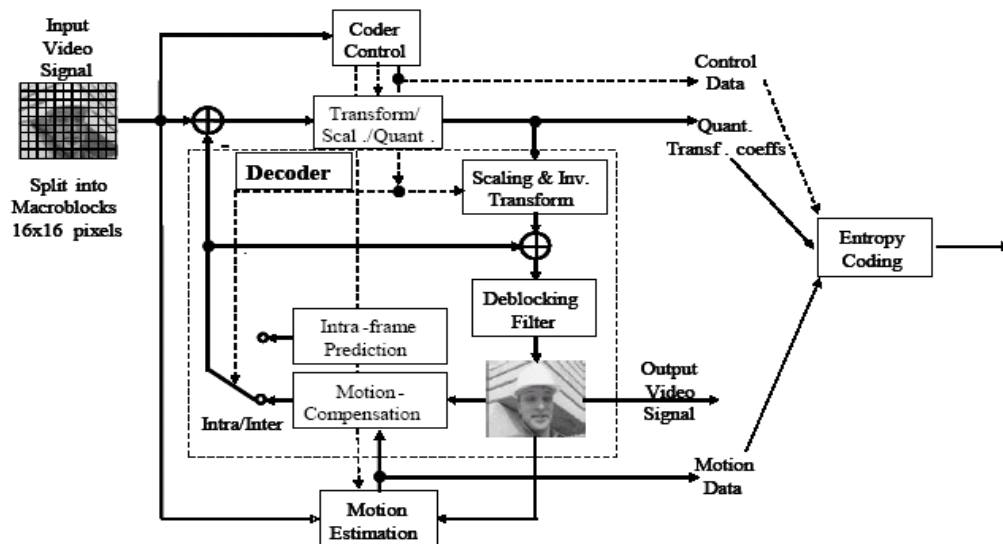 Input
Video
Signal
Coder
Control
Control
Data
Transform/
Scal./Quant.
Quant.
Transf. coeffs
-
Decoder
Split into
Macroblocks
16x16 pixels
Scaling & Inv.
Transform
Entropy
Coding
Deblocking
Filter
Intra-frame
Prediction
Output
Video
Signal
Motion-
Compensation
Intra/Inter
Motion
Data
Motion
Estimation